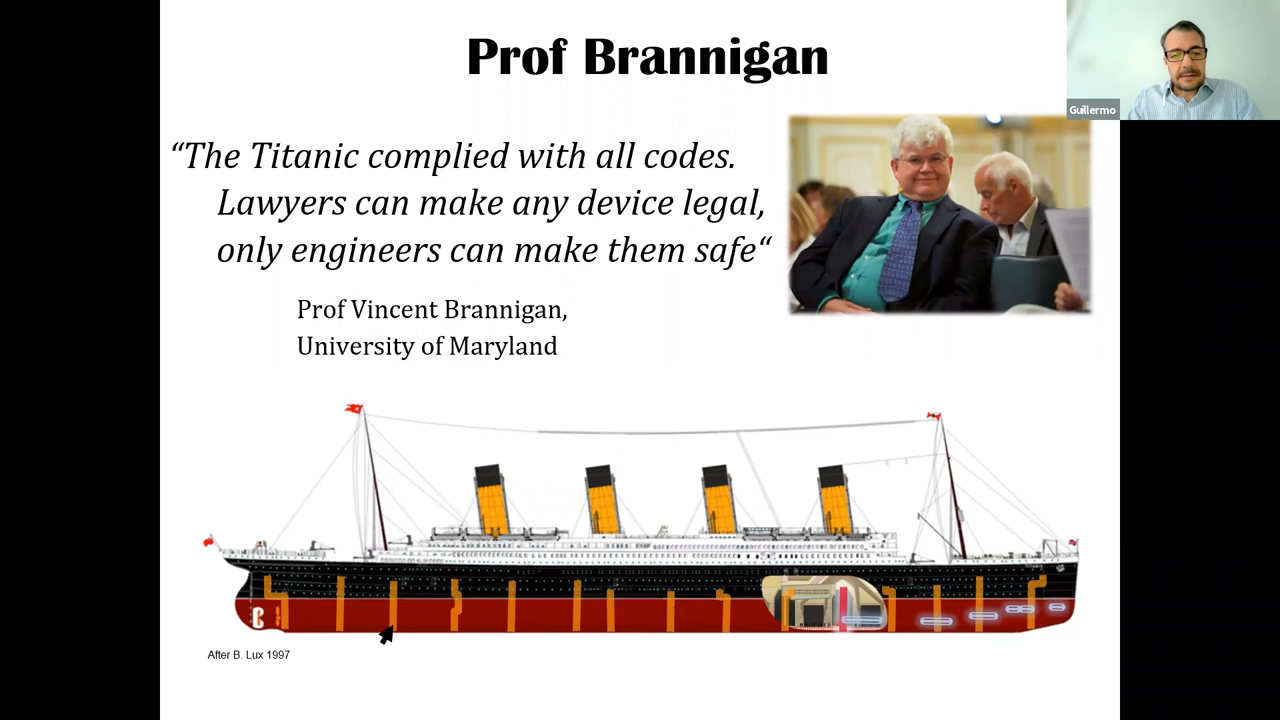 Prof Brannigan
Guillermo
“The Titanic complied with all codes.
Lawyers can make any device legal,
only engineers can make them safe“
Prof Vincent Brannigan,
University of Maryland
After B. Lux 1997